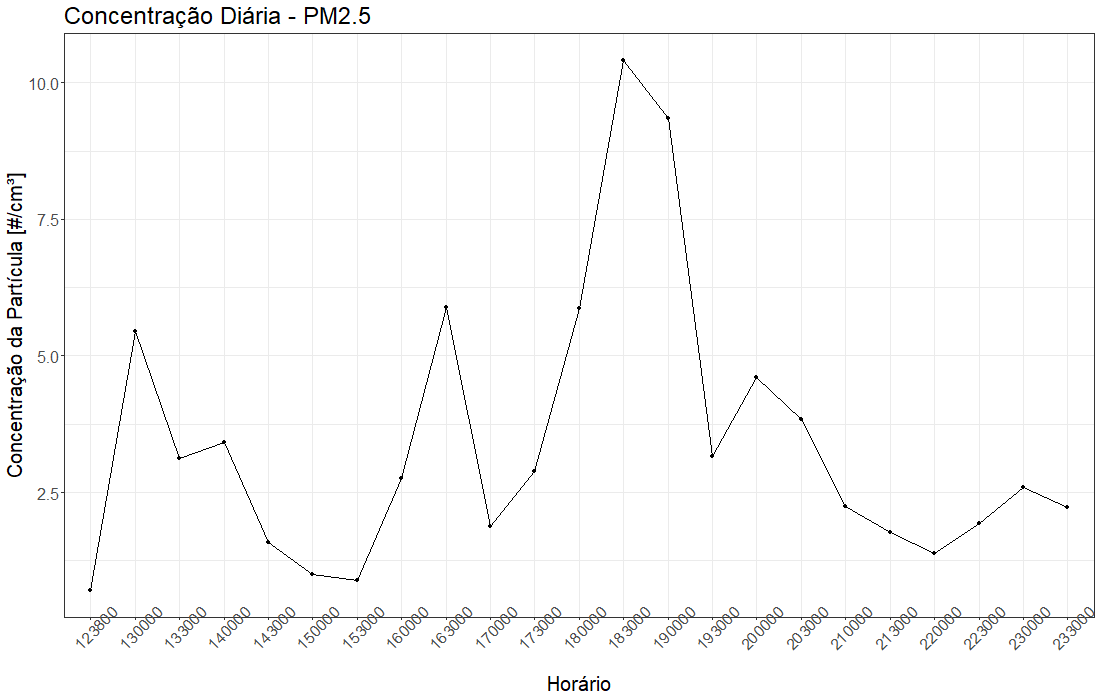 Concentração Diária - PM2.5
Concentração da Partícula [#/cm³]
10.0
7.5
5.0
2.5
123800 130000 133000 140000 143000 150000 153000 160000 163000 170000 173000 180000 183000 190000 193000 200000 203000 210000 213000 220000 223000 230000 233000
Horário